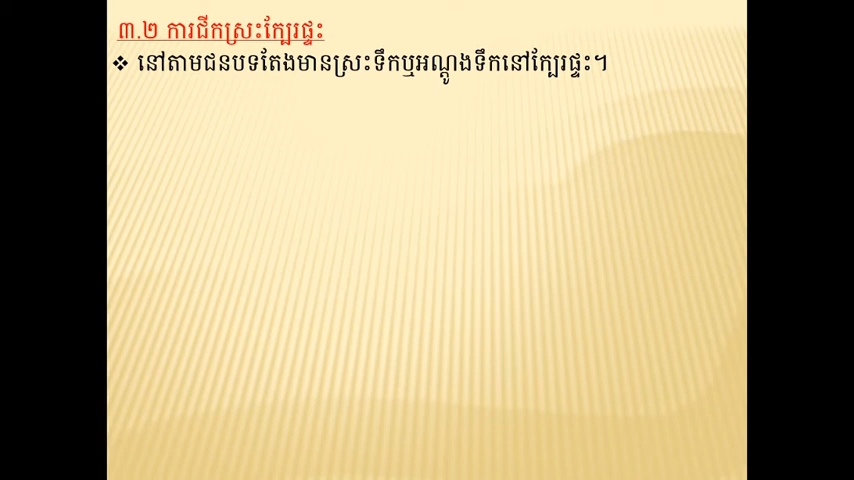 ៣.២ ការជីកស្រះក្បែរផ្ទះ
❖ នៅតាមជនបទតែងមានស្រះទឹកឬអណ្តូងទឹកនៅក្បែរផ្ទះ។